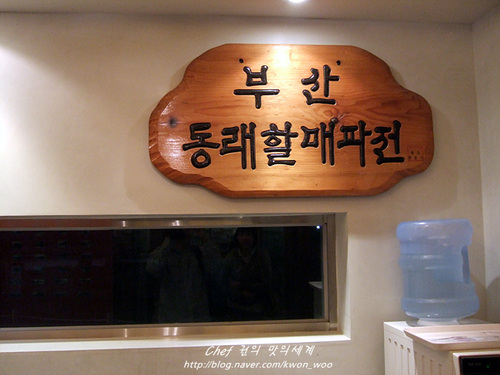 '부산'
동래할매파전
Chef 권의 맛의세계
http://blog.naver.com/kwon_woo